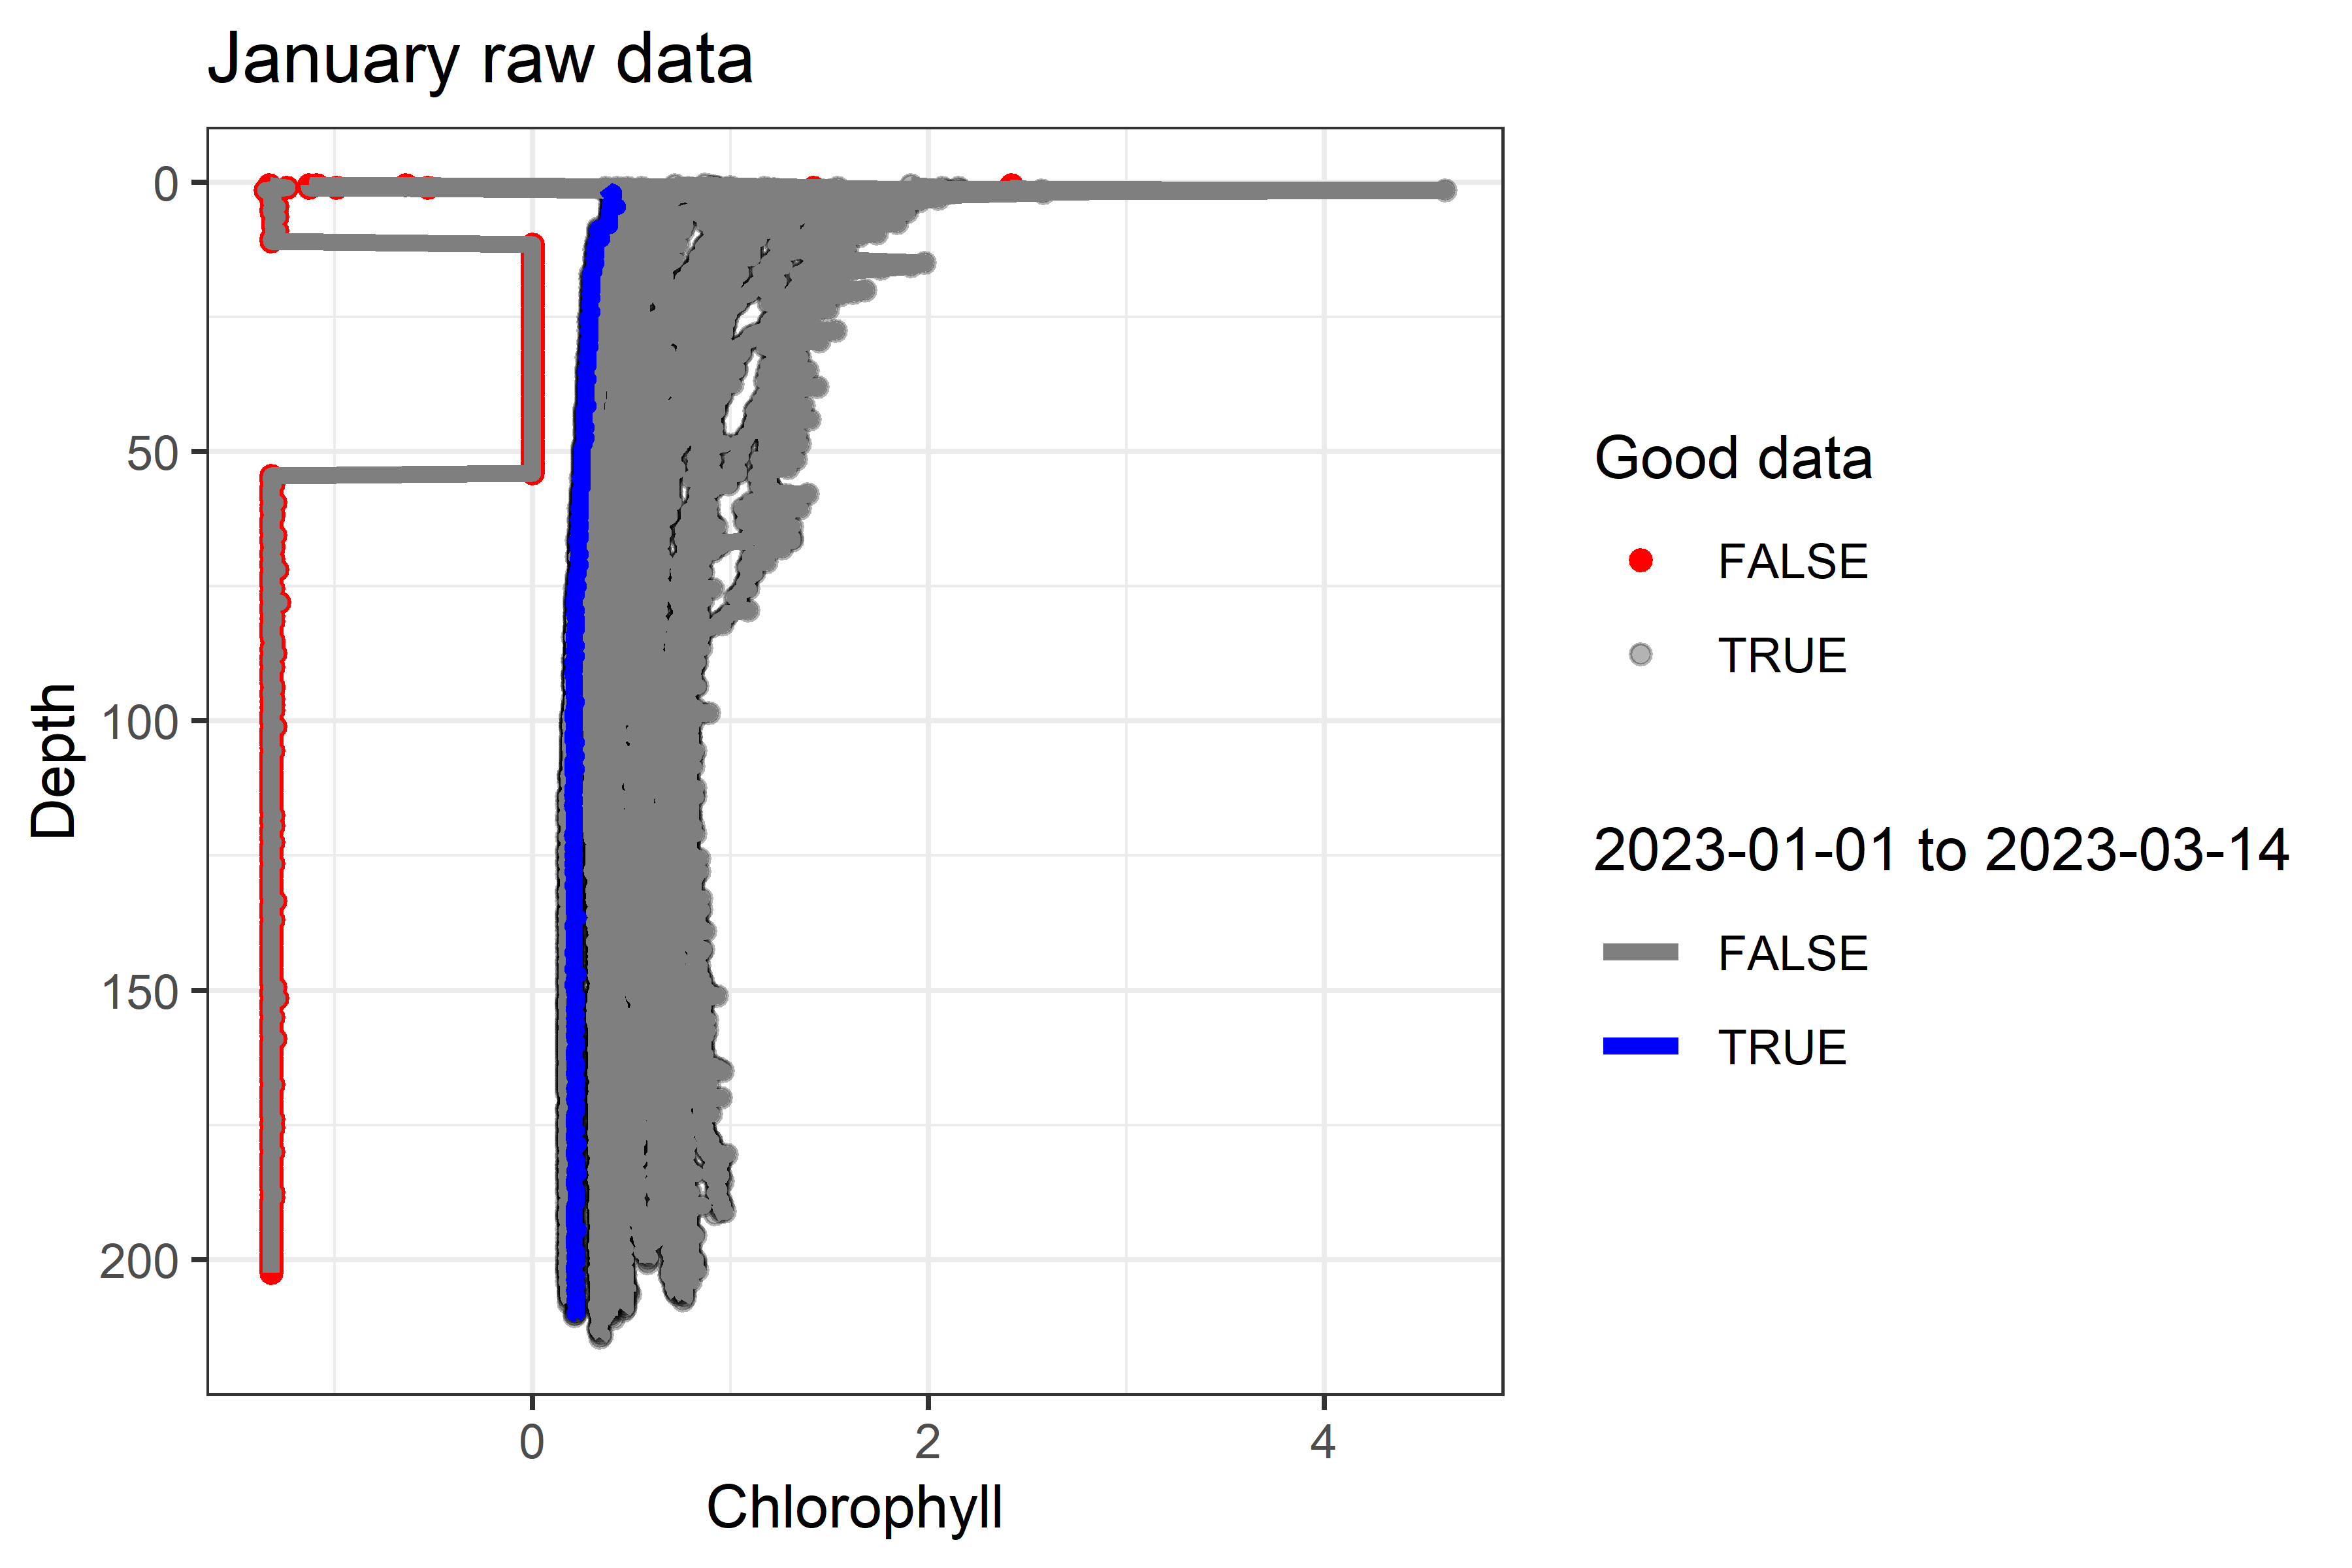 January raw data
0
50
100
150
200
Depth
0
2
4
Chlorophyll
Good data
FALSE
TRUE
2023-01-01 to 2023-03-14
FALSE
TRUE